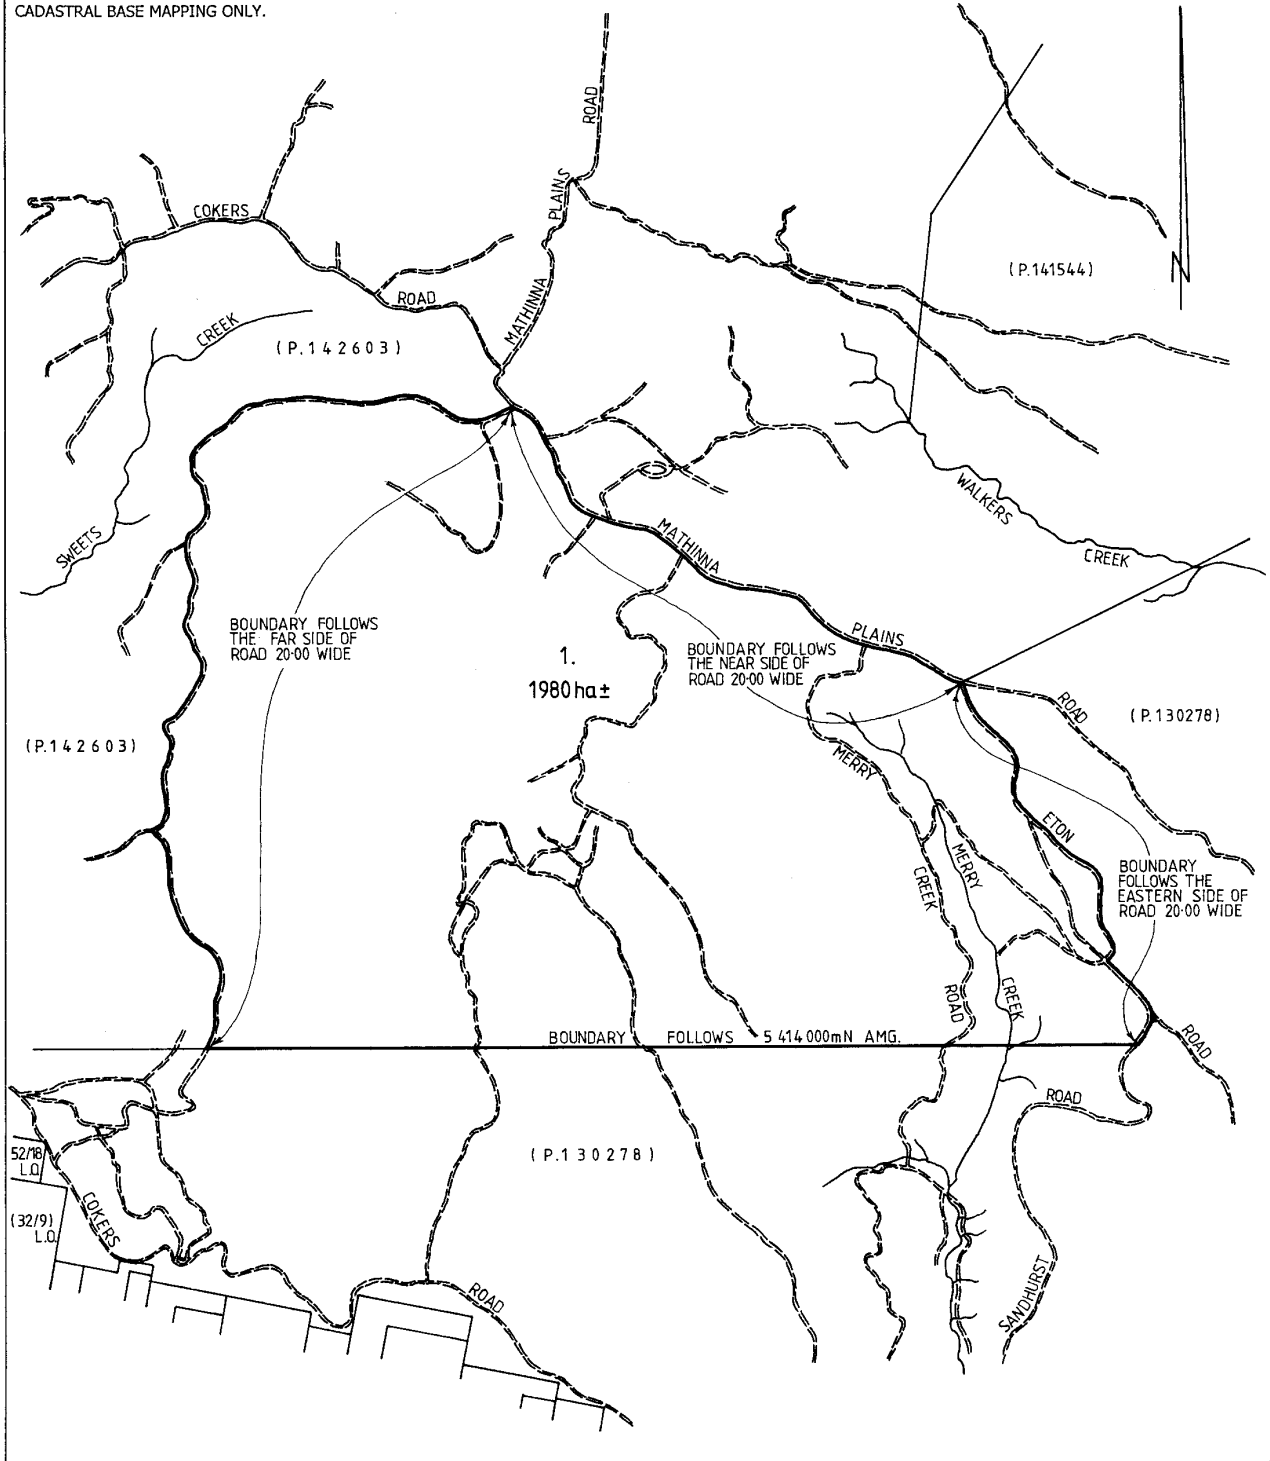 CADASTRAL BASE MAPPING ONLY.
ROAD
PLAINS
MATHINNA
COKERS
ROAD
(P.141544)
N
CREEK
SWEETS
(P.142603)
WALKERS
CREEK
MATHINNA
PLAINS
ROAD
BOUNDARY FOLLOWS
THE FAR SIDE OF
ROAD 20·00 WIDE
1.
1980ha±
BOUNDARY FOLLOWS
THE NEAR SIDE OF
ROAD 20·00 WIDE
(P.130278)
(P.142603)
MERRY
CREEK
ROAD
MERRY
CREEK
ETON
ROAD
BOUNDARY
FOLLOWS THE
EASTERN SIDE OF
ROAD 20·00 WIDE
BOUNDARY FOLLOWS 5 414 000mN AMG.
ROAD
SANDHURST
(P.130278)
52/18
L.O.
(32/9)
L.O.
COKERS
ROAD